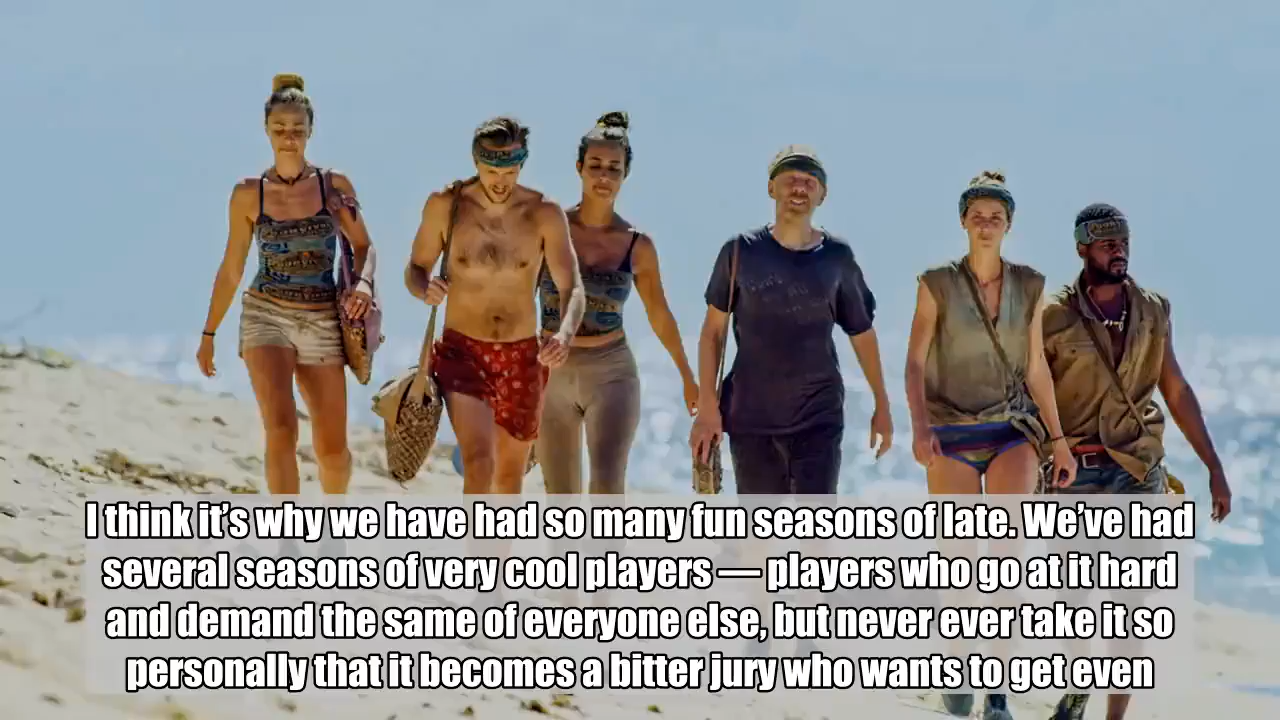 I think it’s why we have had so many fun seasons of late. We’ve had
several seasons of very cool players — players who go at it hard
and demand the same of everyone else, but never ever take it so
personally that it becomes a bitter jury who wants to get even